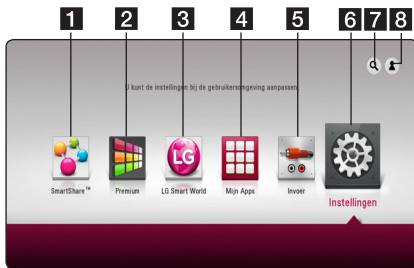 1 2 3 4 5 6 7 8
U kunt de instellingen bij de gebruikersomgeving aanpassen.
LG
SmartShare™ Premium LG Smart World Mijn Apps Invoer
Instellingen